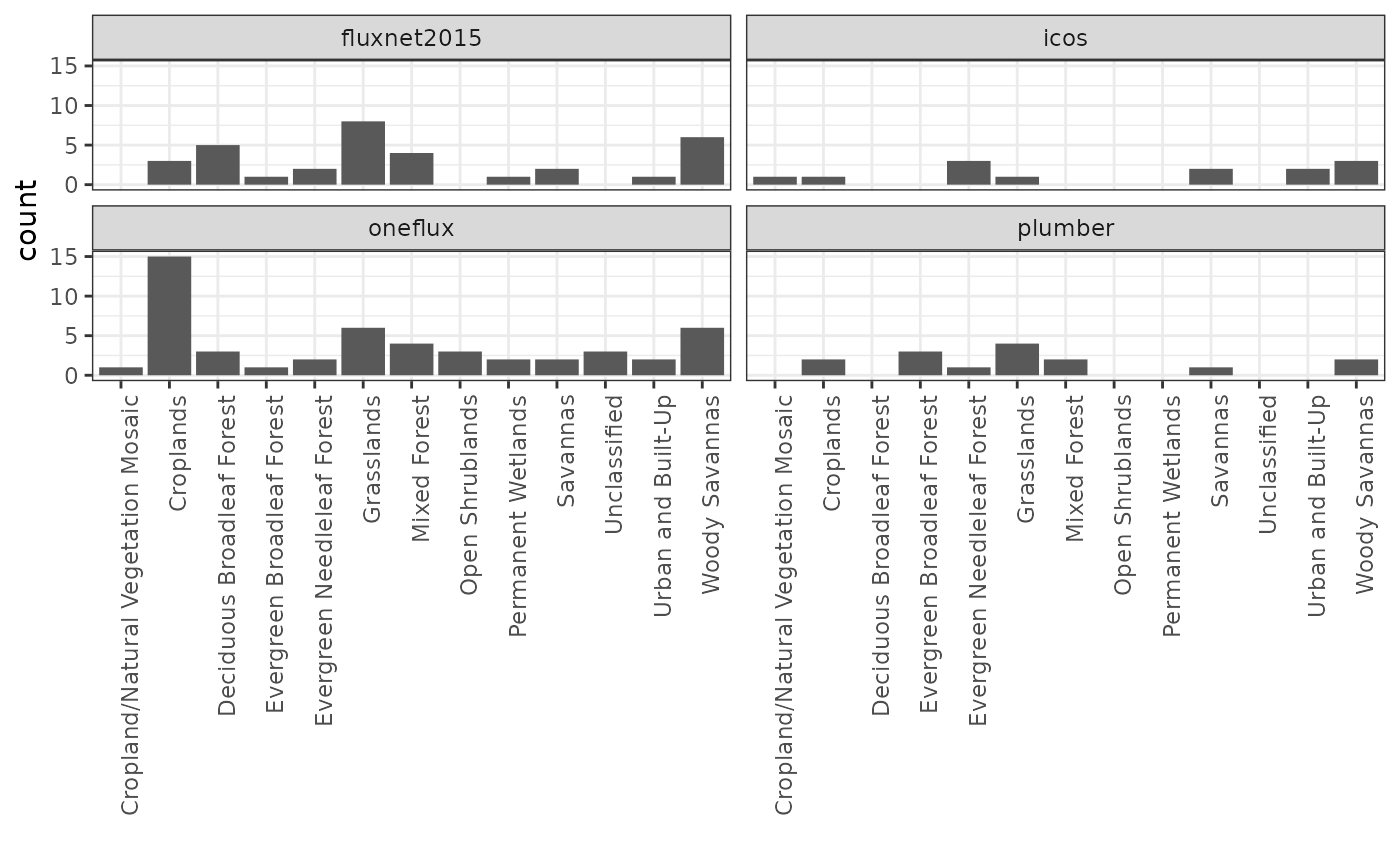 fluxnet2015
icos
15
10
5
0
count
oneflux
plumber
15
10
5
0
Cropland/Natural Vegetation Mosaic
Croplands
Deciduous Broadleaf Forest
Evergreen Broadleaf Forest
Evergreen Needleleaf Forest
Grasslands
Mixed Forest
Open Shrublands
Permanent Wetlands
Savannas
Unclassified
Urban and Built-Up
Woody Savannas
Cropland/Natural Vegetation Mosaic
Croplands
Deciduous Broadleaf Forest
Evergreen Broadleaf Forest
Evergreen Needleleaf Forest
Grasslands
Mixed Forest
Open Shrublands
Permanent Wetlands
Savannas
Unclassified
Urban and Built-Up
Woody Savannas